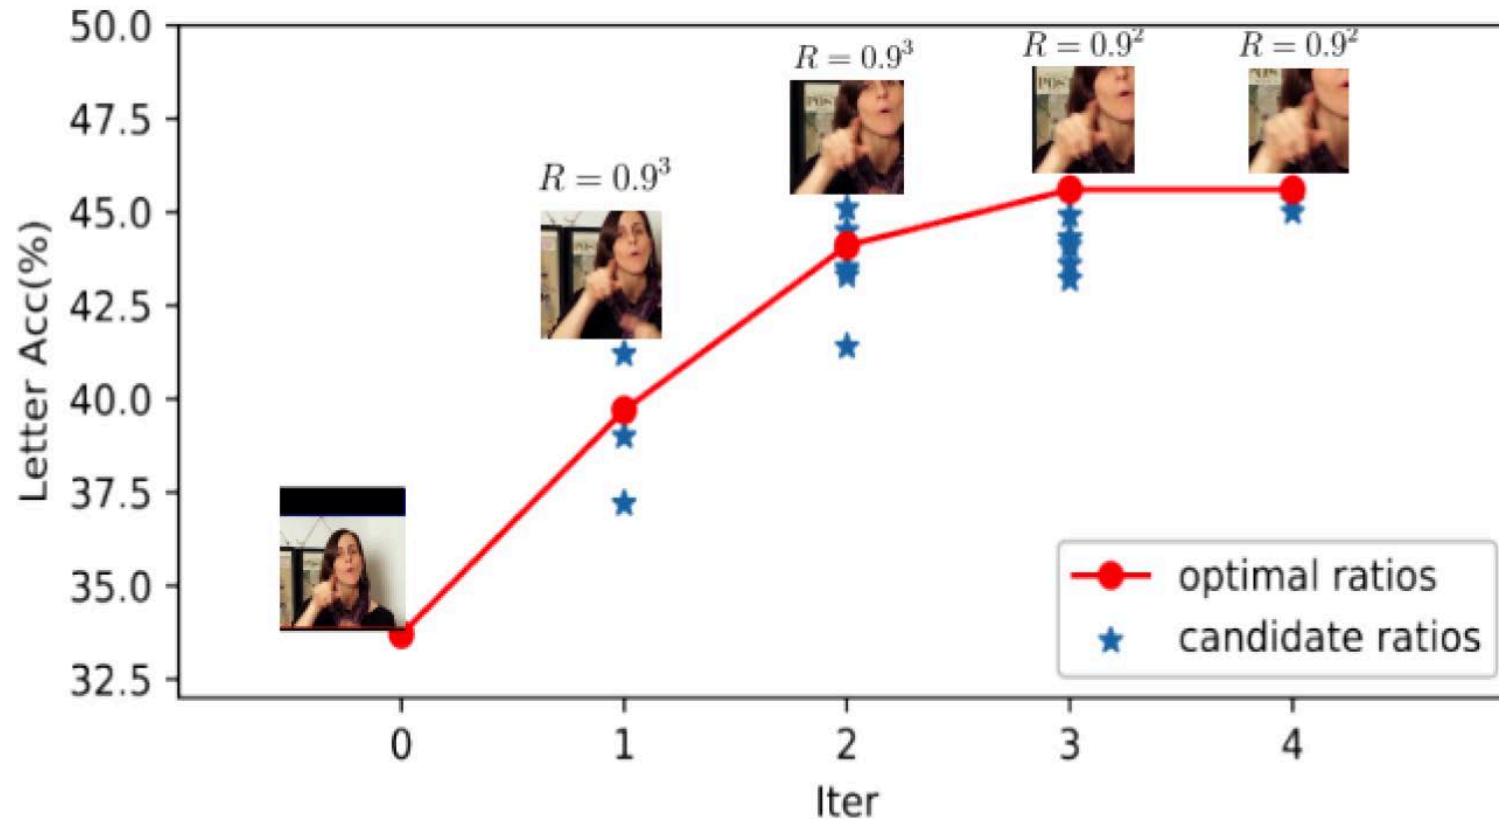 50.0
47.5
45.0
42.5
40.0
37.5
35.0
32.5
Letter Acc(%)
R = 0.9³
R = 0.9³
R = 0.9²
R = 0.9²
POS
optimal ratios
candidate ratios
0 1 2 3 4
Iter